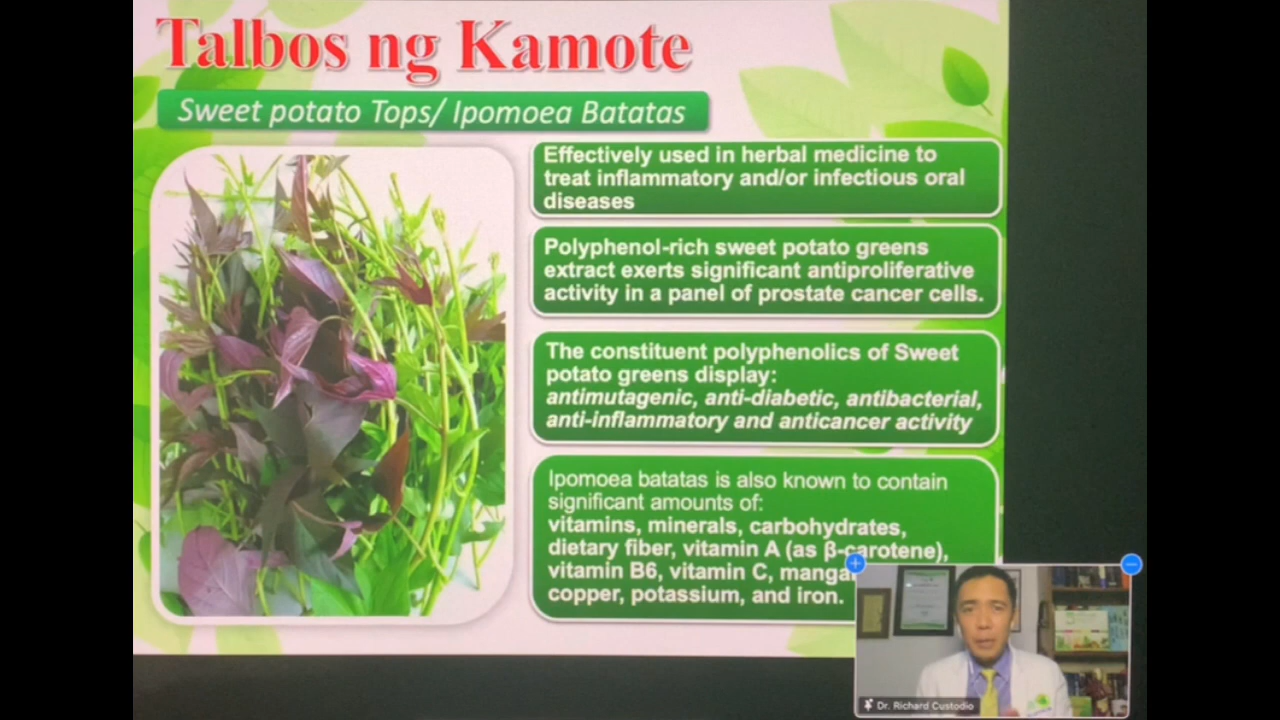 Talbos ng Kamote
Sweet potato Tops/ Ipomoea Batatas
Effectively used in herbal medicine to
treat inflammatory and/or infectious oral
diseases
Polyphenol-rich sweet potato greens
extract exerts significant antiproliferative
activity in a panel of prostate cancer cells.
The constituent polyphenolics of Sweet
potato greens display:
antimutagenic, anti-diabetic, antibacterial,
anti-inflammatory and anticancer activity
Ipomoea batatas is also known to contain
significant amounts of:
vitamins, minerals, carbohydrates,
dietary fiber, vitamin A (as β-carotene),
vitamin B6, vitamin C,
copper, potassium, and iron.
Dr. Richard Custodio